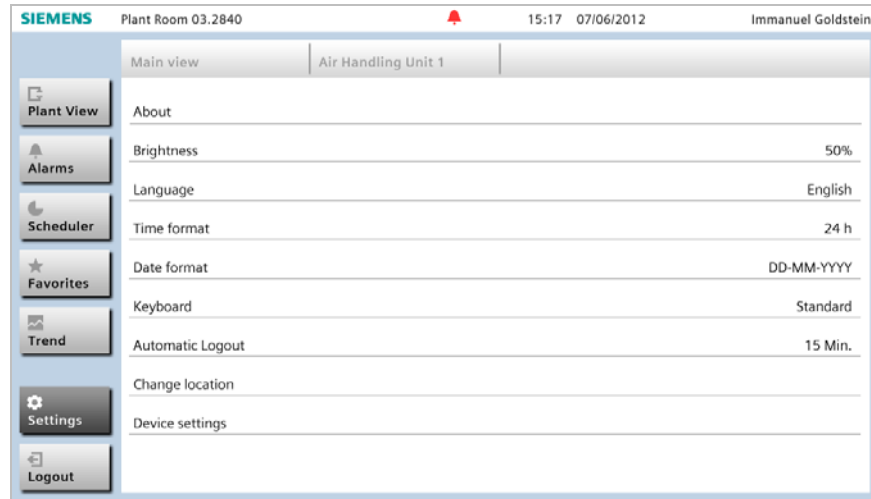 SIEMENS Plant Room 03.2840 15:17 07/06/2012 Immanuel Goldstein
Main view Air Handling Unit 1
Plant View
Alarms
Scheduler
Favorites
Trend
Settings
Logout
About
Brightness 50%
Language English
Time format 24 h
Date format DD-MM-YYYY
Keyboard Standard
Automatic Logout 15 Min.
Change location
Device settings